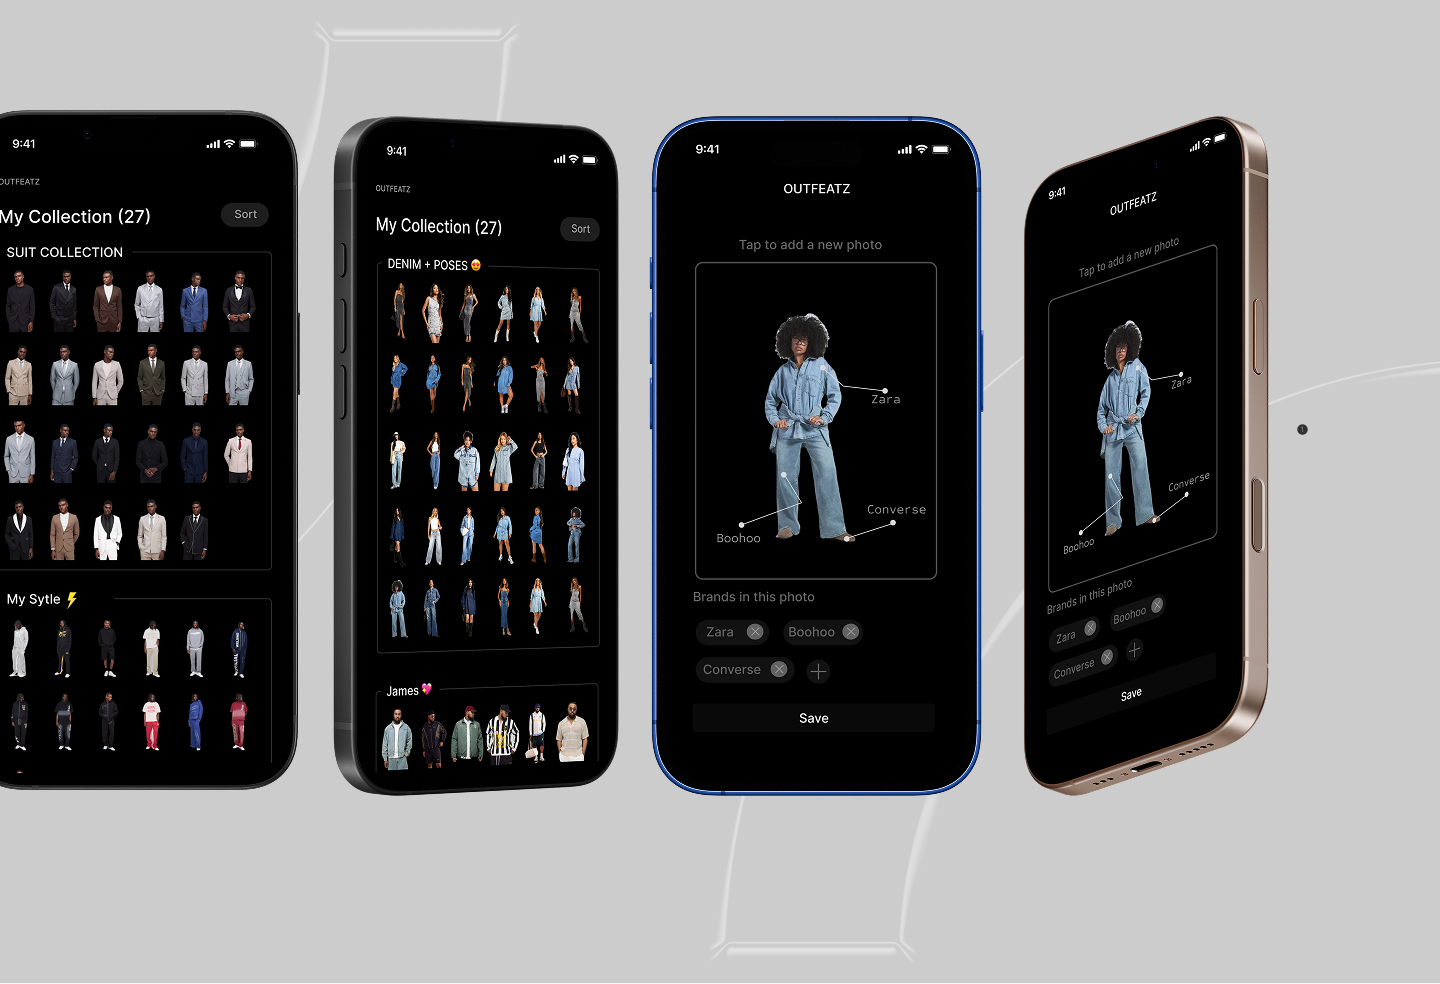 9:41
OUTFEATZ
My Collection (27)
Sort
SUIT COLLECTION
My Sytle ⚡
9:41
OUTFEATZ
My Collection (27)
Sort
DENIM + POSES 😍
James 💖
9:41
OUTFEATZ
Tap to add a new photo
Zara
Converse
Boohoo
Brands in this photo
Zara
Boohoo
Converse
Save
9:41
OUTFEATZ
Tap to add a new photo
Zara
Converse
Boohoo
Brands in this photo
Zara
Boohoo
Converse
Save